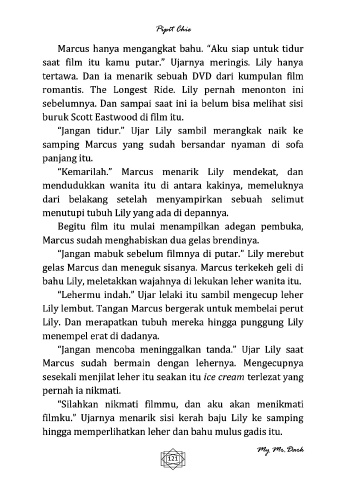 Pipit Chie
Marcus hanya mengangkat bahu. “Aku siap untuk tidur
saat film itu kamu putar.” Ujarnya meringis. Lily hanya
tertawa. Dan ia menarik sebuah DVD dari kumpulan film
romantis. The Longest Ride. Lily pernah menonton ini
sebelumnya. Dan sampai saat ini ia belum bisa melihat sisi
buruk Scott Eastwood di film itu.
“Jangan tidur.” Ujar Lily sambil merangkak naik ke
samping Marcus yang sudah bersandar nyaman di sofa
panjang itu.
“Kemarilah.” Marcus menarik Lily mendekat, dan
mendudukkan wanita itu di antara kakinya, memeluknya
dari belakang setelah menyampirkan sebuah selimut
menutupi tubuh Lily yang ada di depannya.
Begitu film itu mulai menampilkan adegan pembuka,
Marcus sudah menghabiskan dua gelas brendinya.
“Jangan mabuk sebelum filmnya di putar.” Lily merebut
gelas Marcus dan meneguk sisanya. Marcus terkekeh geli di
bahu Lily, meletakkan wajahnya di lekukan leher wanita itu.
“Lehermu indah.” Ujar lelaki itu sambil mengecup leher
Lily lembut. Tangan Marcus bergerak untuk membelai perut
Lily. Dan merapatkan tubuh mereka hingga punggung Lily
menempel erat di dadanya.
“Jangan mencoba meninggalkan tanda.” Ujar Lily saat
Marcus sudah bermain dengan lehernya. Mengecupnya
sesekali menjilat leher itu seakan itu ice cream terlezat yang
pernah ia nikmati.
“Silahkan nikmati filmmu, dan aku akan menikmati
filmku.” Ujarnya menarik sisi kerah baju Lily ke samping
hingga memperlihatkan leher dan bahu mulus gadis itu.
My Mr. Dark
121